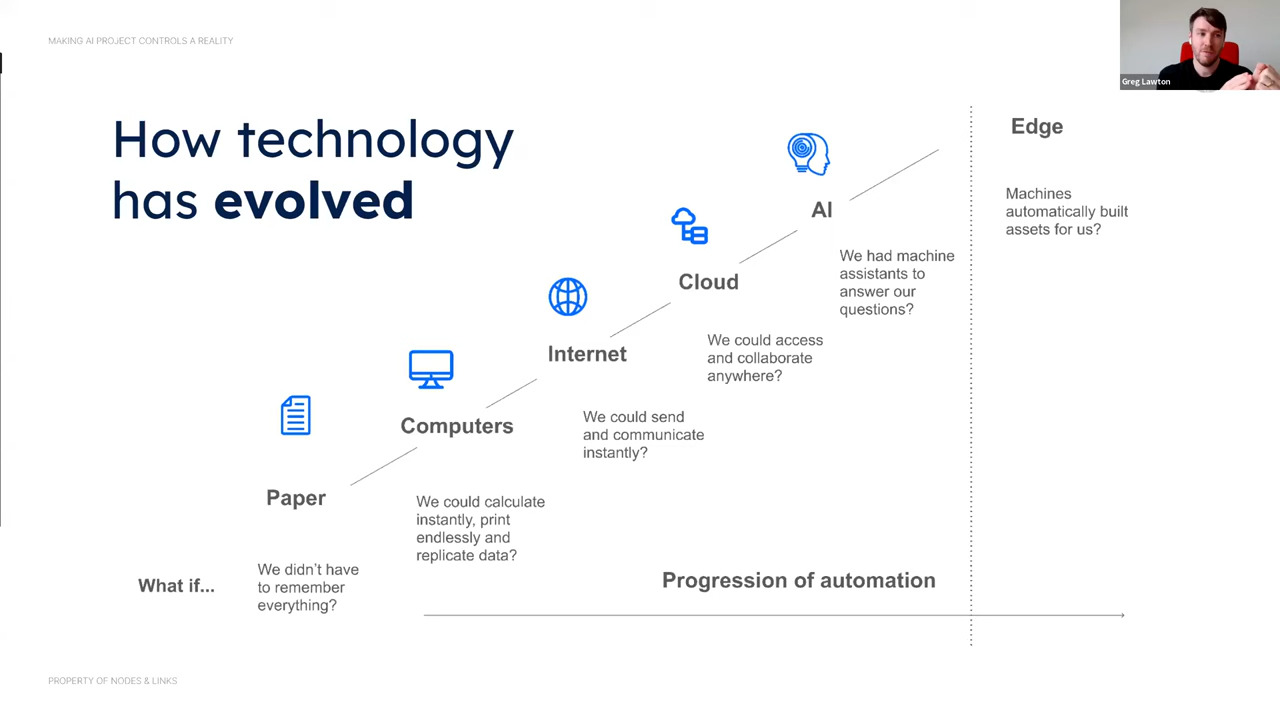 MAKING AI PROJECT CONTROLS A REALITY
Greg Lawton
How technology
has evolved
Edge
Machines
automatically built
assets for us?
AI
We had machine
assistants to
answer our
questions?
Cloud
We could access
and collaborate
anywhere?
Internet
We could send
and communicate
instantly?
Computers
We could calculate
instantly, print
endlessly and
replicate data?
Paper
What if...
We didn’t have
to remember
everything?
Progression of automation
PROPERTY OF NODES & LINKS